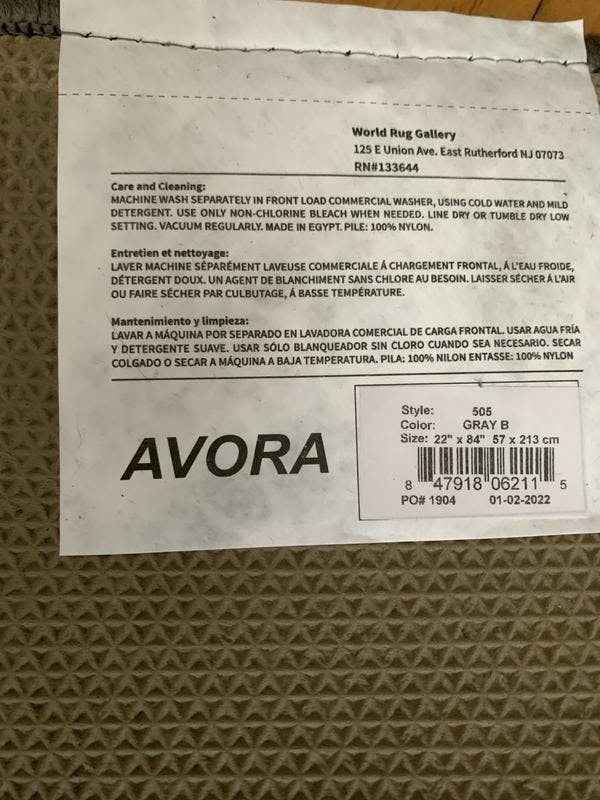 World Rug Gallery
125 E Union Ave. East Rutherford NJ 07073
RN#133644
Care and Cleaning:
MACHINE WASH SEPARATELY IN FRONT LOAD COMMERCIAL WASHER, USING COLD WATER AND MILD
DETERGENT. USE ONLY NON-CHLORINE BLEACH WHEN NEEDED. LINE DRY OR TUMBLE DRY LOW
SETTING. VACUUM REGULARLY. MADE IN EGYPT. PILE: 100% NYLON.
Entretien et nettoyage:
LAVER MACHINE SÉPARÉMENT LAVEUSE COMMERCIALE Á CHARGEMENT FRONTAL, Á L'EAU FROIDE,
DÉTERGENT DOUX. UN AGENT DE BLANCHIMENT SANS CHLORE AU BESOIN. LAISSER SÉCHER Á L'AIR
OU FAIRE SÉCHER PAR CULBUTAGE, Á BASSE TEMPÉRATURE.
Mantenimiento y limpieza:
LAVAR A MÁQUINA POR SEPARADO EN LAVADORA COMERCIAL DE CARGA FRONTAL. USAR AGUA FRÍA
Y DETERGENTE SUAVE. USAR SÓLO BLANQUEADOR SIN CLORO CUANDO SEA NECESARIO. SECAR
COLGADO O SECAR A MÁQUINA A BAJA TEMPERATURA. PILA: 100% NILON ENTASSE: 100% NYLON
AVORA
Style: 505
Color: GRAY B
Size: 22" x 84" 57 x 213 cm
8 47918 06211 5
PO# 1904 01-02-2022